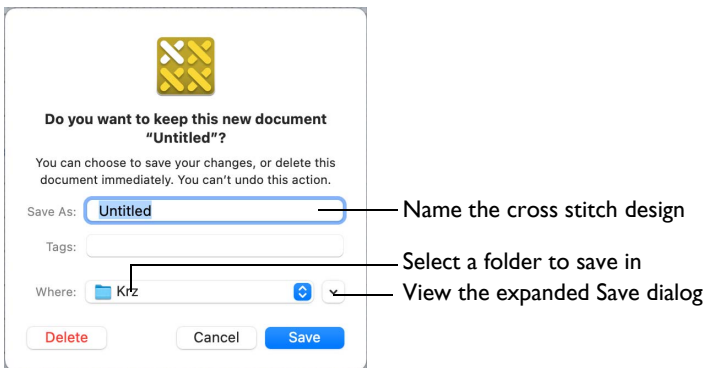 Do you want to keep this new document
“Untitled”?
You can choose to save your changes, or delete this
document immediately. You can’t undo this action.
Save As: Untitled
Name the cross stitch design
Tags:
Select a folder to save in
Where: Krz
View the expanded Save dialog
Delete Cancel Save